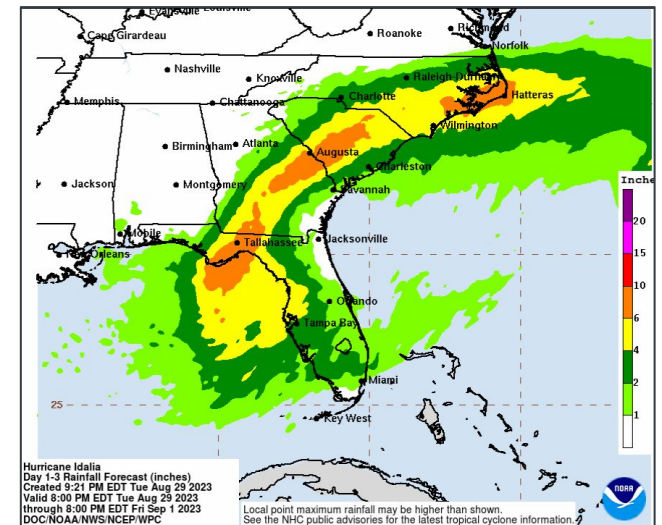 Evansville
Louisville
Cape Girardeau
Roanoke
Richmond
Norfolk
Nashville
Knoxville
Raleigh Durham
Memphis
Chattanooga
Charlotte
Hatteras
Wilmington
Birmingham
Atlanta
Augusta
Charleston
Jackson
Montgomery
Savannah
Mobile
Tallahassee
Jacksonville
New Orleans
Orlando
Tampa Bay
Miami
25
Key West
Inche
20
15
10
6
4
2
1
NOAA
Hurricane Idalia
Day 1-3 Rainfall Forecast (inches)
Created 9:21 PM EDT Tue Aug 29 2023
Valid 8:00 PM EDT Tue Aug 29 2023
through 8:00 PM EDT Fri Sep 1 2023
DOC/NOAA/NWS/NCEP/WPC
Local point maximum rainfall may be higher than shown.
See the NHC public advisories for the latest tropical cyclone information.